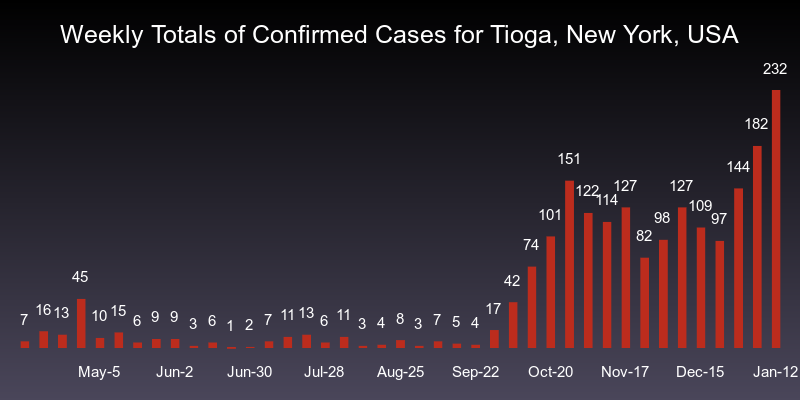 Weekly Totals of Confirmed Cases for Tioga, New York, USA
7 16 13 45 10 15 6 9 9 3 6 1 2 7 11 13 6 11 3 4 8 3 7 5 4 17 42 74 101 151 122 114 127 82 98 127 109 97 144 182 232
May-5 Jun-2 Jun-30 Jul-28 Aug-25 Sep-22 Oct-20 Nov-17 Dec-15 Jan-12